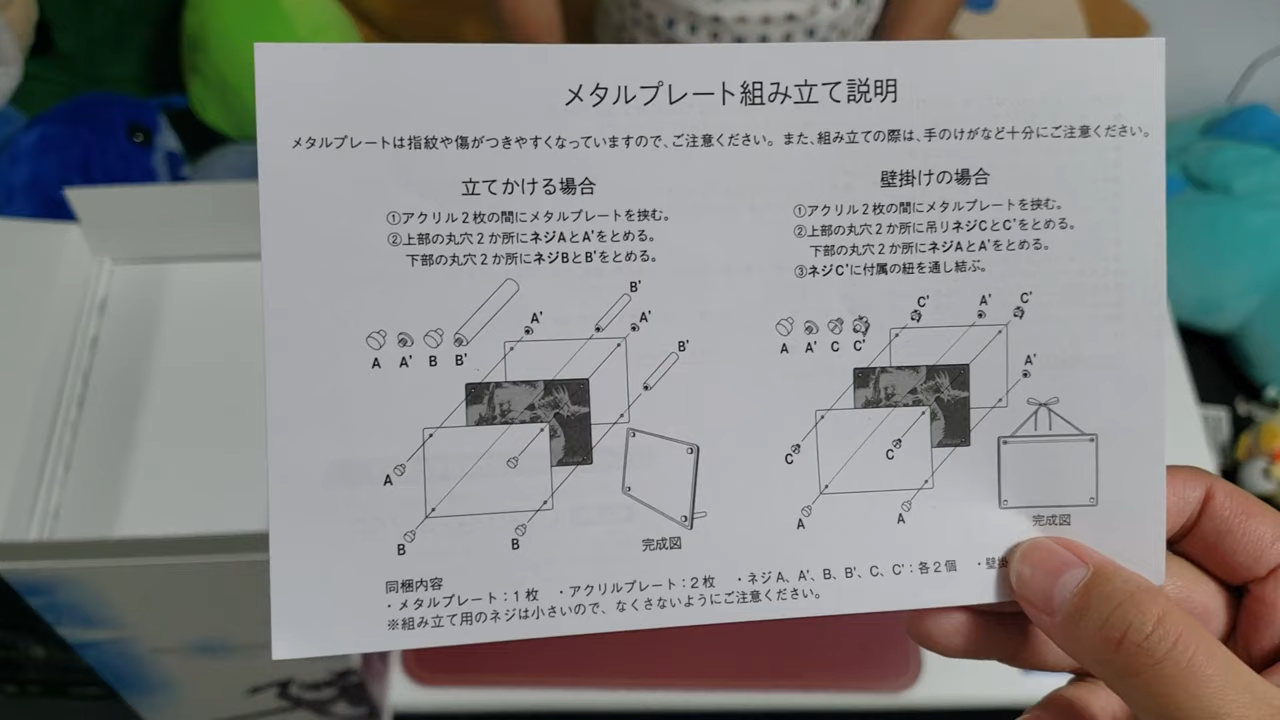 メタルプレート組み立て説明
メタルプレートは指紋や傷がつきやすくなっていますので、ご注意ください。また、組み立ての際は、手のけがなど十分にご注意ください。
立てかける場合
①アクリル2枚の間にメタルプレートを挟む。
②上部の丸穴2か所にネジAとA'をとめる。
下部の丸穴2か所にネジBとB'をとめる。
A A' B B'
A'
B'
A'
B'
A
B
B
完成図
壁掛けの場合
①アクリル2枚の間にメタルプレートを挟む。
②上部の丸穴2か所に吊りネジCとC'をとめる。
下部の丸穴2か所にネジAとA'をとめる。
③ネジC'に付属の紐を通し結ぶ。
A A' C C'
C'
A'
C'
A'
C
C
A
A
完成図
同梱内容
・メタルプレート:1枚 ・アクリルプレート:2枚 ・ネジA、A'、B、B'、C、C':各2個 ・壁掛
※組み立て用のネジは小さいので、なくさないようにご注意ください。